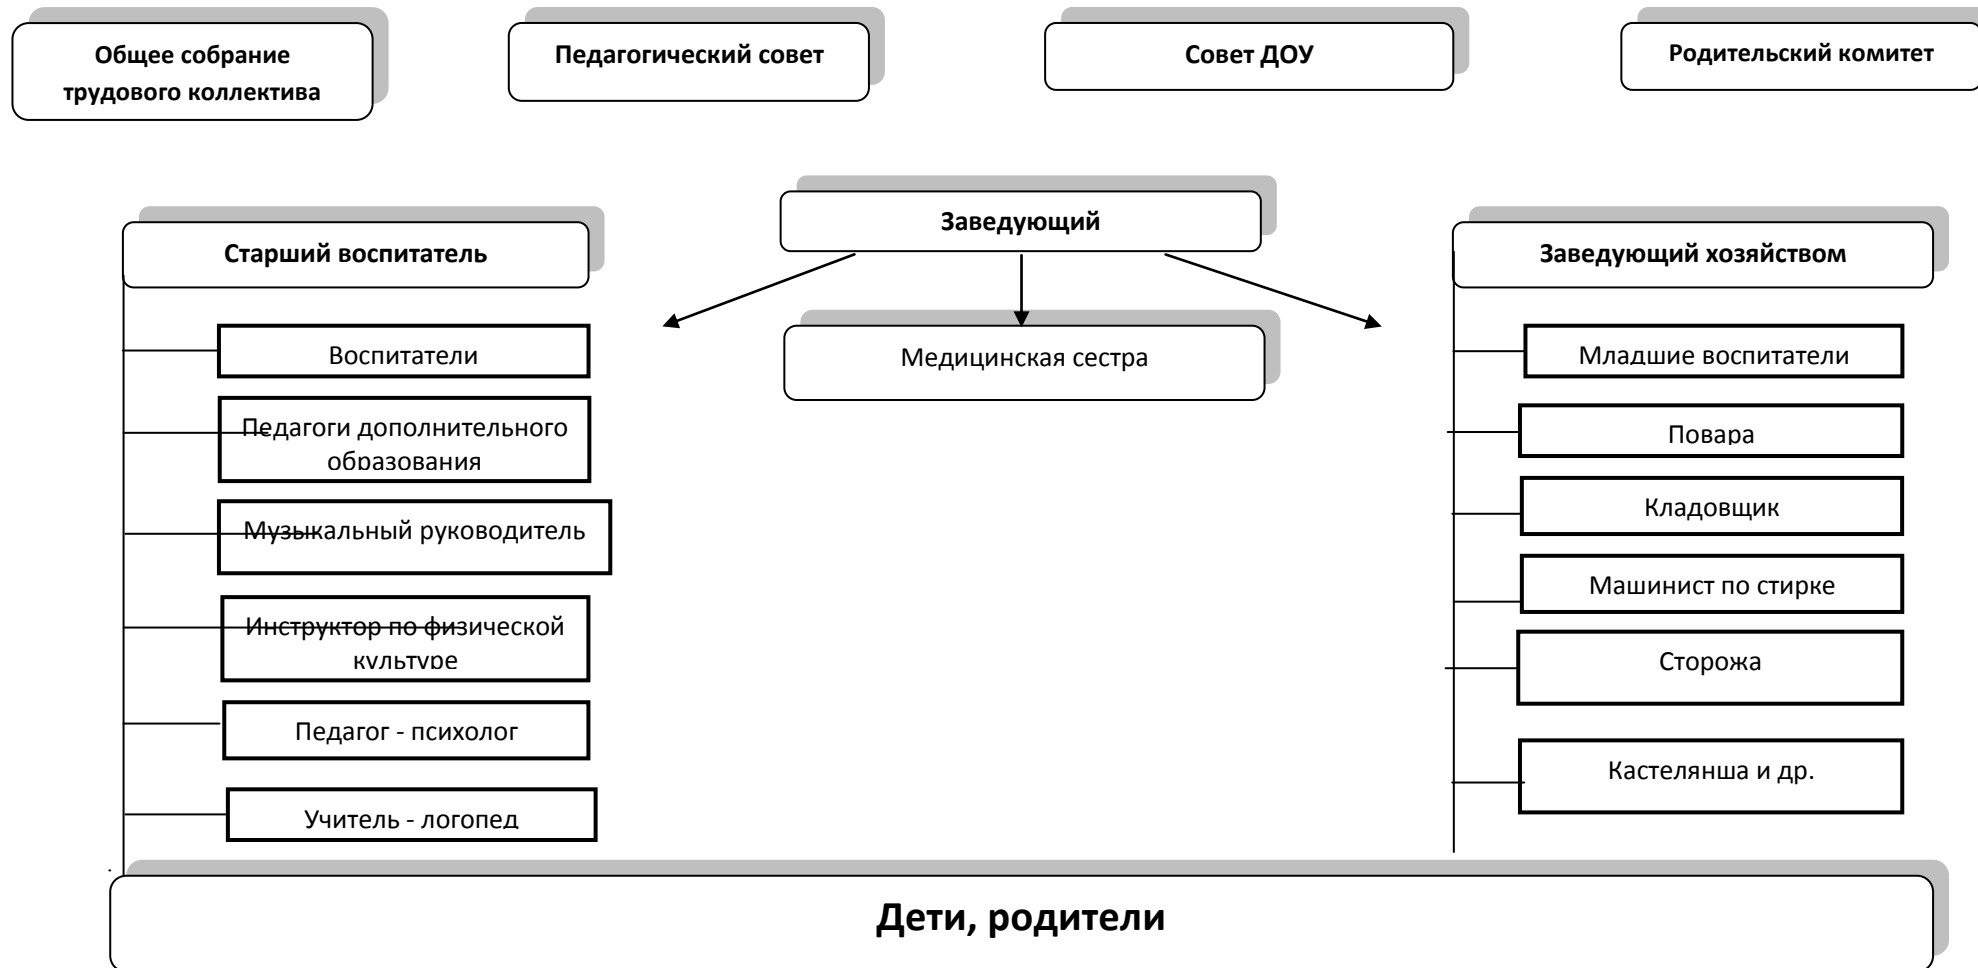 Общее собрание
трудового коллектива
Педагогический совет
Совет ДОУ
Родительский комитет
Заведующий
Старший воспитатель
Заведующий хозяйством
Воспитатели
Медицинская сестра
Младшие воспитатели
Педагоги дополнительного
образования
Повара
Музыкальный руководитель
Кладовщик
Инструктор по физической
культуре
Машинист по стирке
Сторожа
Педагог - психолог
Кастелянша и др.
Учитель - логопед
Дети, родители